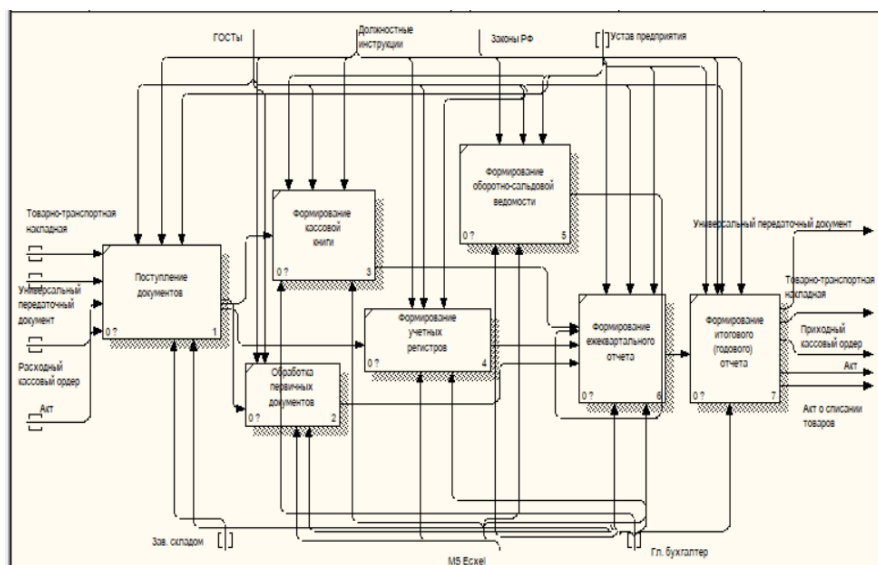 ГОСТы
Должностные
инструкции
Законы РФ
Устав предприятия
Товарно-транспортная
накладная
Универсальный
передаточный
документ
Расходный
кассовый ордер
Акт
Поступление
документов
0 ?
1
Формирование
кассовой
книги
0 ?
3
Обработка
первичных
документов
0 ?
2
Формирование
учетных
регистров
0 ?
4
Формирование
оборотно-сальдовой
ведомости
0 ?
5
Формирование
ежеквартального
отчета
0 ?
6
Формирование
итогового
(годового)
отчета
0 ?
7
Универсальный передаточный документ
Товарно-транспортная
накладная
Приходный
кассовый ордер
Акт
Акт о списании
товаров
Зав. складом
MS Ecxel
Гл. бухгалтер